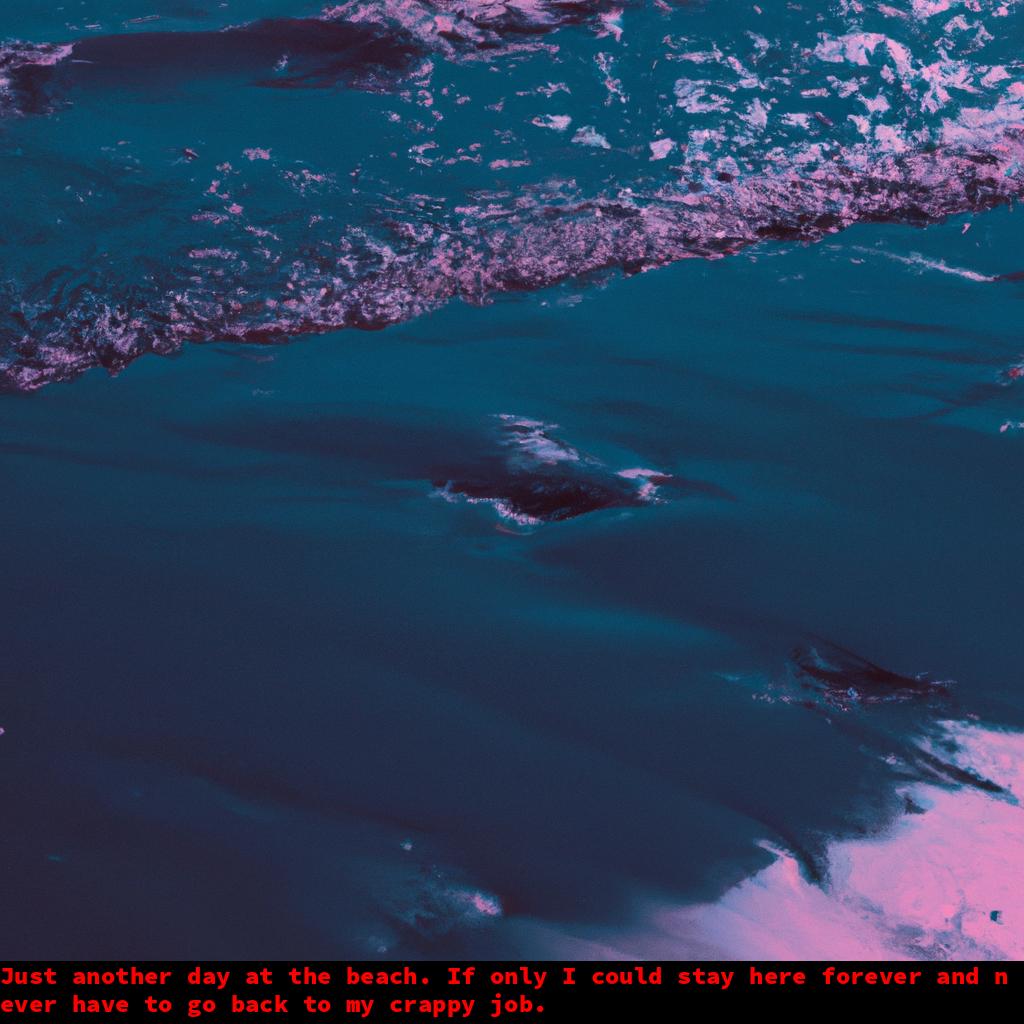 Just another day at the beach. If only I could stay here forever and n
ever have to go back to my crappy job.